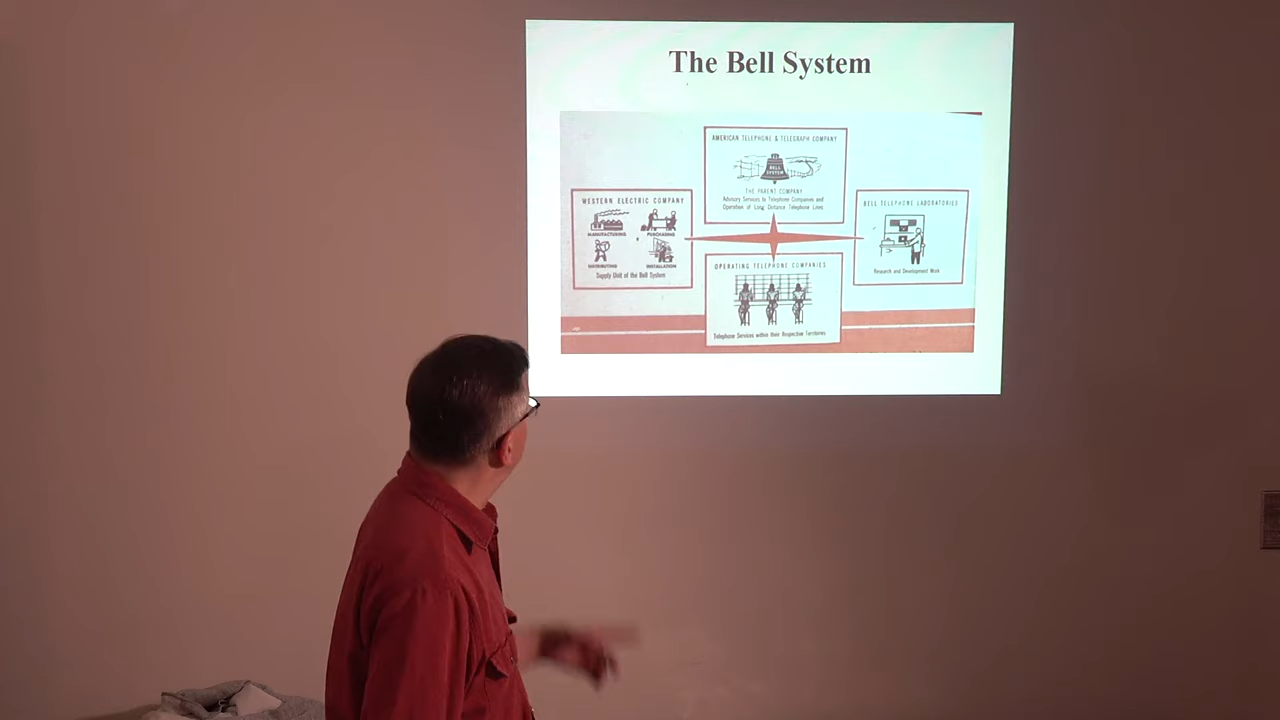 The Bell System
AMERICAN TELEPHONE & TELEGRAPH COMPANY
BELL
SYSTEM
THE PARENT COMPANY
Advisory Services to Telephone Companies and
Operation of Long Distance Telephone Lines
WESTERN ELECTRIC COMPANY
MANUFACTURING
PURCHASING
DISTRIBUTING
INSTALLATION
Supply Unit of the Bell System
BELL TELEPHONE LABORATORIES
Research and Development Work
OPERATING TELEPHONE COMPANIES
Telephone Services within their Respective Territories